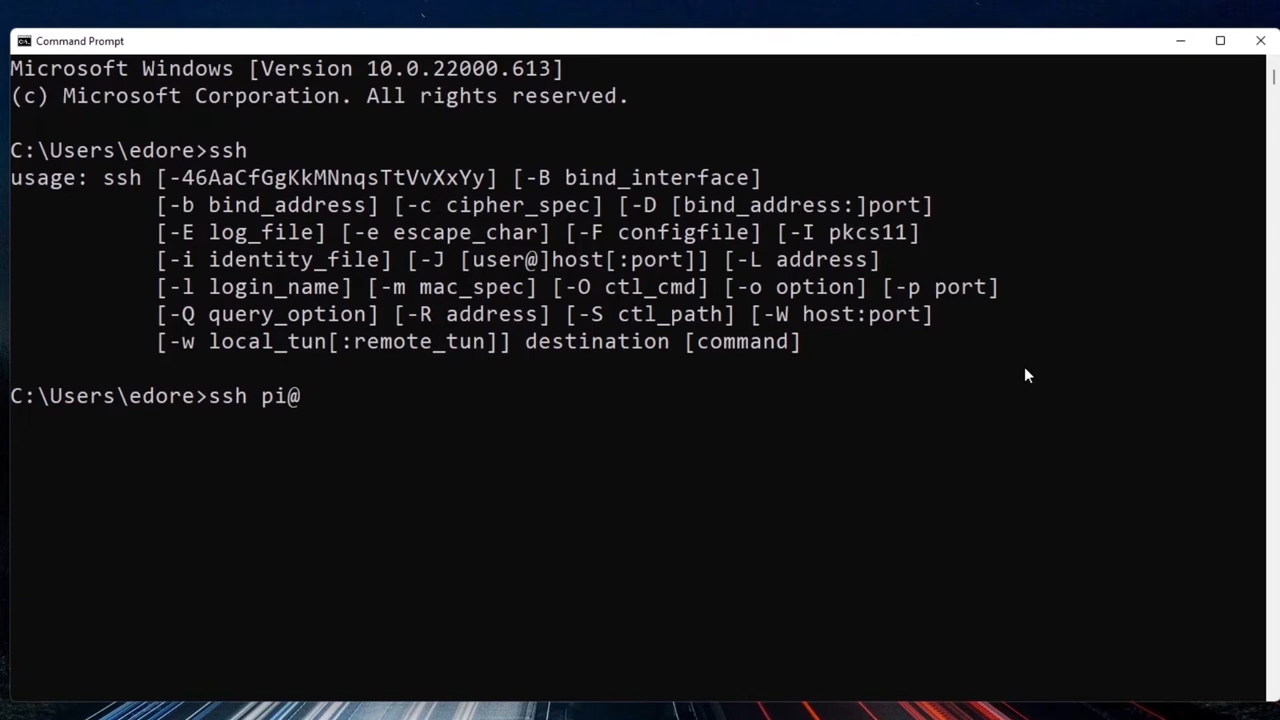 Command Prompt
Microsoft Windows [Version 10.0.22000.613]
(c) Microsoft Corporation. All rights reserved.
C:\Users\edore>ssh
usage: ssh [-46AaCfGgKkMNnqsTtVvXxYy] [-B bind_interface]
           [-b bind_address] [-c cipher_spec] [-D [bind_address:]port]
           [-E log_file] [-e escape_char] [-F configfile] [-I pkcs11]
           [-i identity_file] [-J [user@]host[:port]] [-L address]
           [-l login_name] [-m mac_spec] [-O ctl_cmd] [-o option] [-p port]
           [-Q query_option] [-R address] [-S ctl_path] [-W host:port]
           [-w local_tun[:remote_tun]] destination [command]
C:\Users\edore>ssh pi@